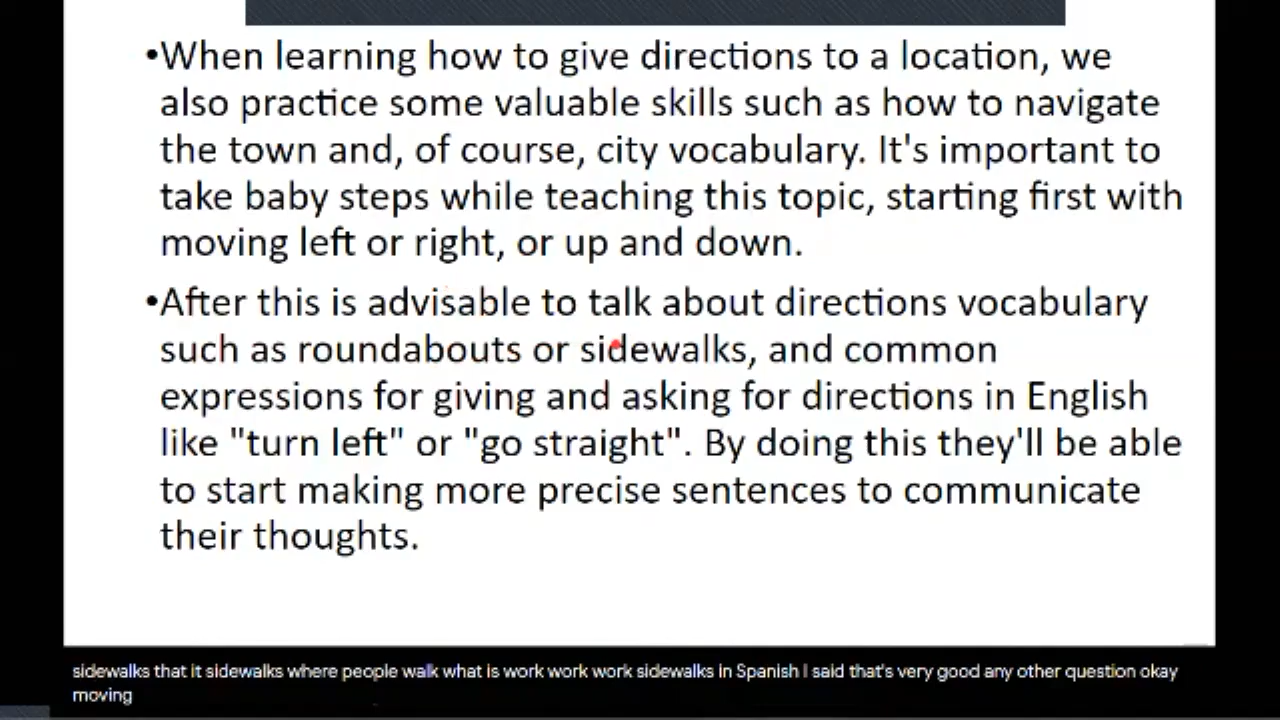 •When learning how to give directions to a location, we
also practice some valuable skills such as how to navigate
the town and, of course, city vocabulary. It's important to
take baby steps while teaching this topic, starting first with
moving left or right, or up and down.
•After this is advisable to talk about directions vocabulary
such as roundabouts or sidewalks, and common
expressions for giving and asking for directions in English
like "turn left" or "go straight". By doing this they'll be able
to start making more precise sentences to communicate
their thoughts.
sidewalks that it sidewalks where people walk what is work work work sidewalks in Spanish I said that's very good any other question okay
moving